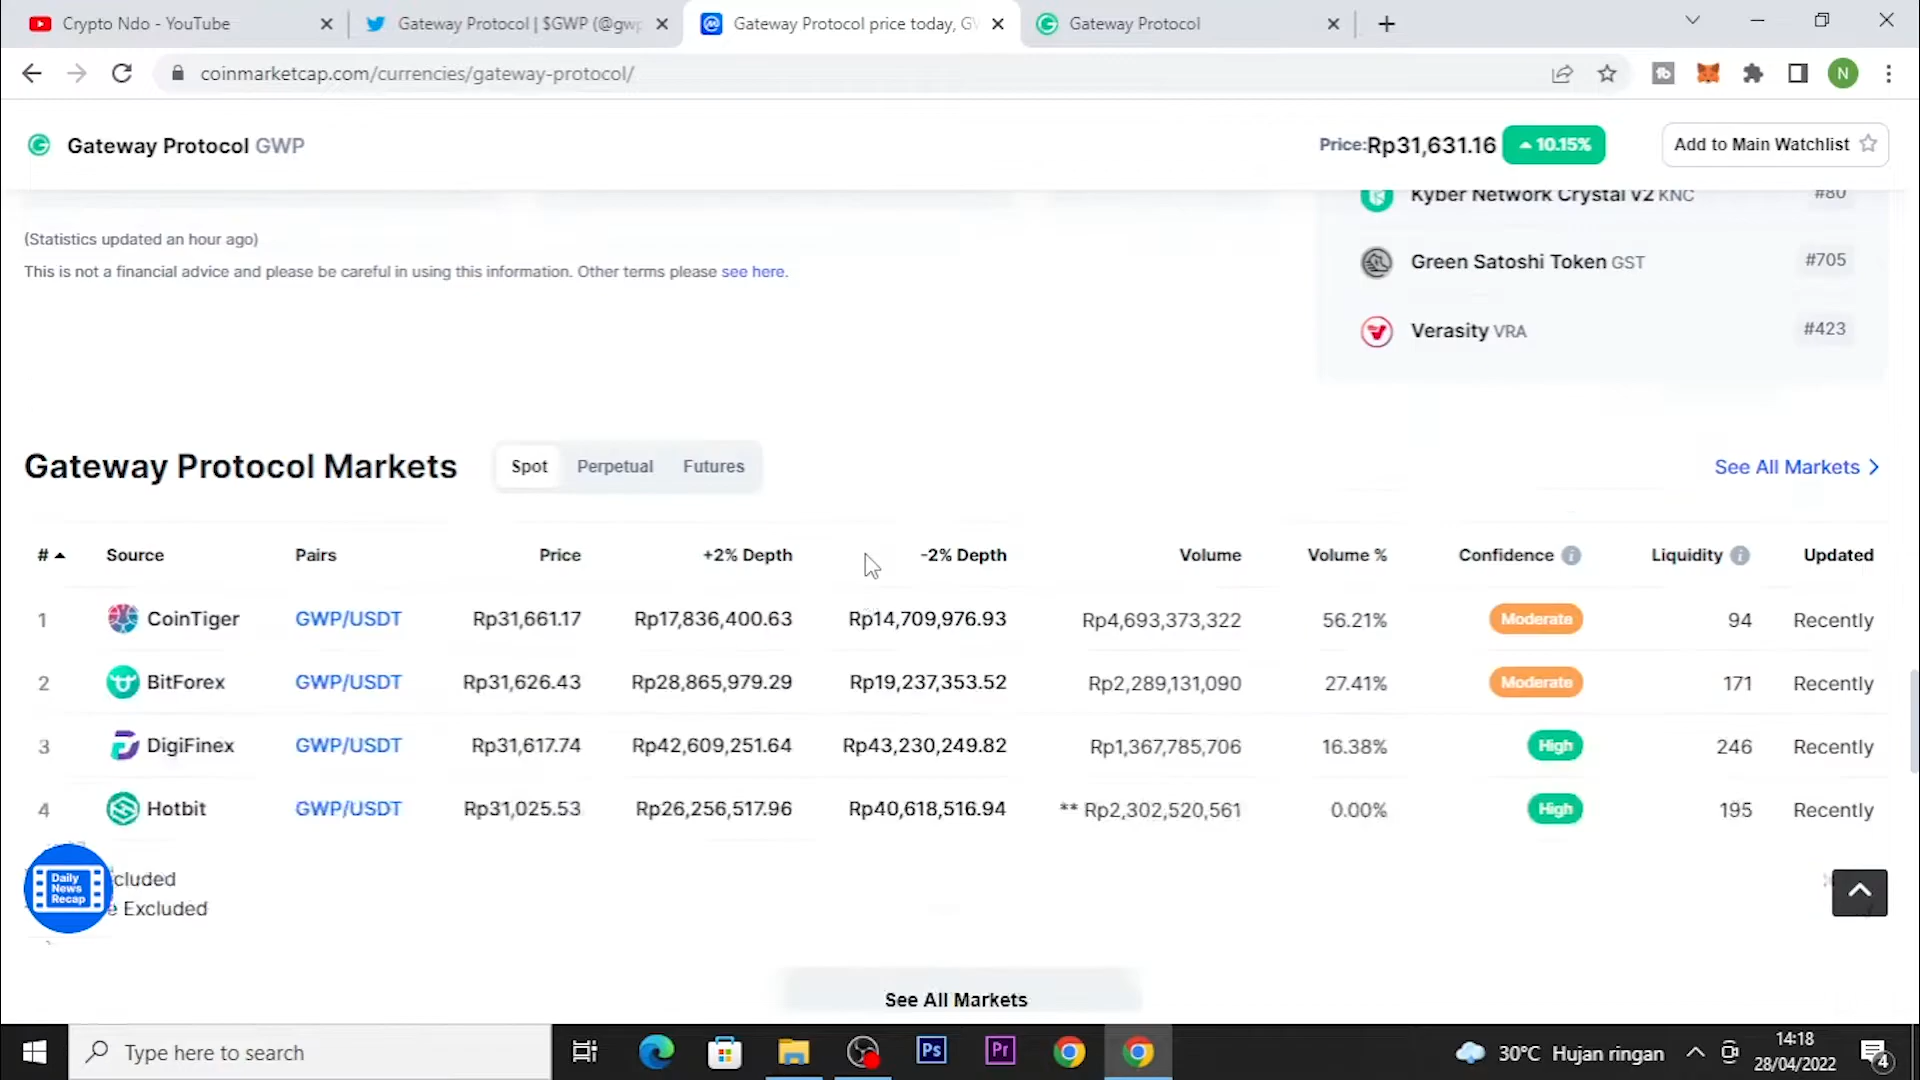 Crypto Ndo - YouTube
Gateway Protocol | $GWP (@gwp
Gateway Protocol price today, GV
Gateway Protocol
coinmarketcap.com/currencies/gateway-protocol/
N
Gateway Protocol GWP
Price:Rp31,631.16 10.15%
Add to Main Watchlist
Kyber Network Crystal v2 KNC #80
(Statistics updated an hour ago)
This is not a financial advice and please be careful in using this information. Other terms please see here.
Green Satoshi Token GST #705
Verasity VRA #423
Gateway Protocol Markets
Spot Perpetual Futures
See All Markets
# Source Pairs Price +2% Depth -2% Depth Volume Volume % Confidence Liquidity Updated
1 CoinTiger GWP/USDT Rp31,661.17 Rp17,836,400.63 Rp14,709,976.93 Rp4,693,373,322 56.21% Moderate 94 Recently
2 BitForex GWP/USDT Rp31,626.43 Rp28,865,979.29 Rp19,237,353.52 Rp2,289,131,090 27.41% Moderate 171 Recently
3 DigiFinex GWP/USDT Rp31,617.74 Rp42,609,251.64 Rp43,230,249.82 Rp1,367,785,706 16.38% High 246 Recently
4 Hotbit GWP/USDT Rp31,025.53 Rp26,256,517.96 Rp40,618,516.94 ** Rp2,302,520,561 0.00% High 195 Recently
Daily
News
Recap
cluded
e Excluded
See All Markets
Type here to search
Ps
Pr
30°C Hujan ringan
14:18
28/04/2022
4